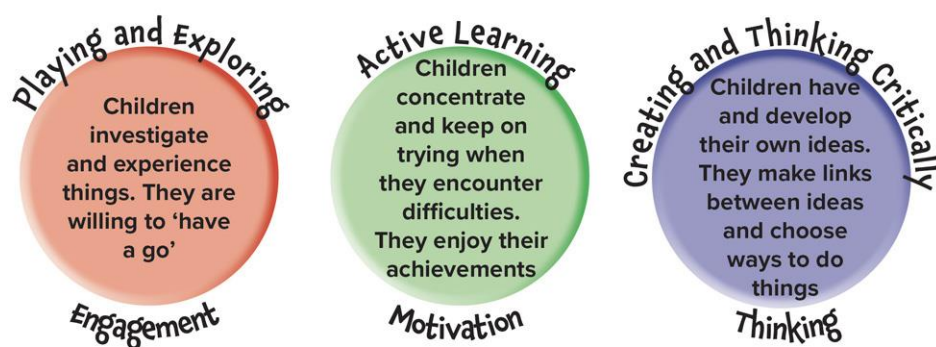 Playing and Exploring
Children
investigate
and experience
things. They are
willing to ‘have
a go’
Engagement
Active Learning
Children
concentrate
and keep on
trying when
they encounter
difficulties.
They enjoy their
achievements
Motivation
Creating and Thinking Critically
Children have
and develop
their own ideas.
They make links
between ideas
and choose
ways to do
things
Thinking